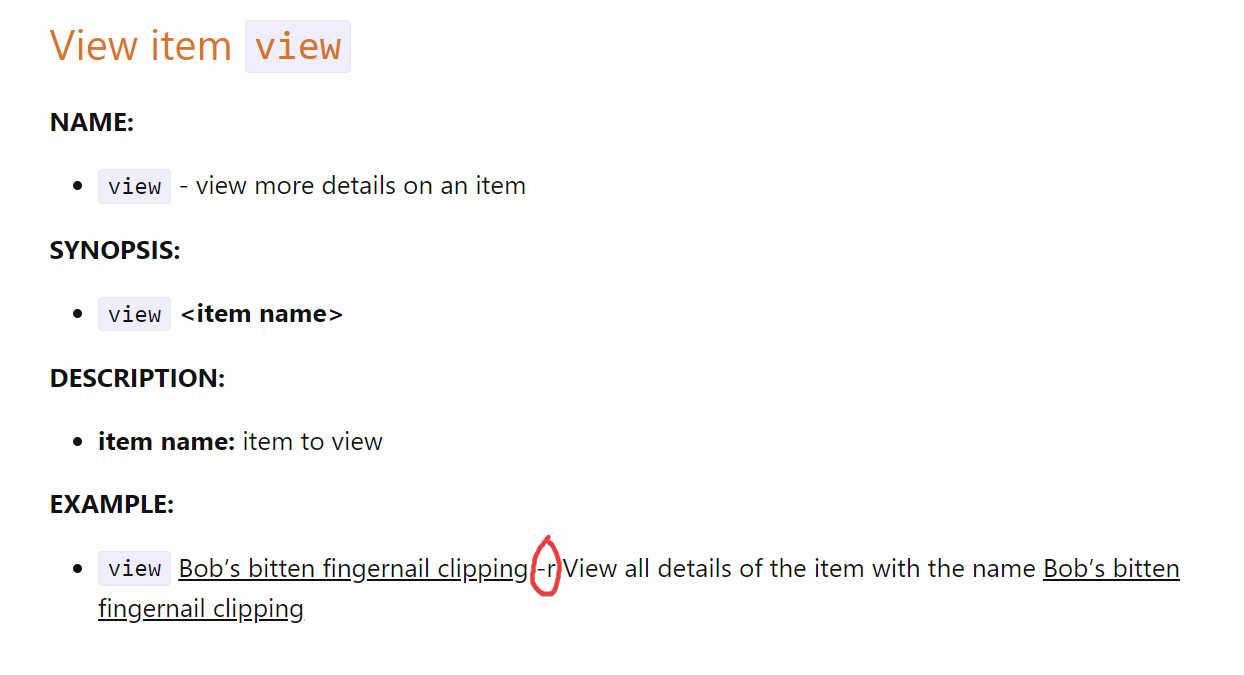 View item view
NAME:
• view - view more details on an item
SYNOPSIS:
• view <item name>
DESCRIPTION:
• item name: item to view
EXAMPLE:
• view Bob’s bitten fingernail clipping -r View all details of the item with the name Bob’s bitten
fingernail clipping